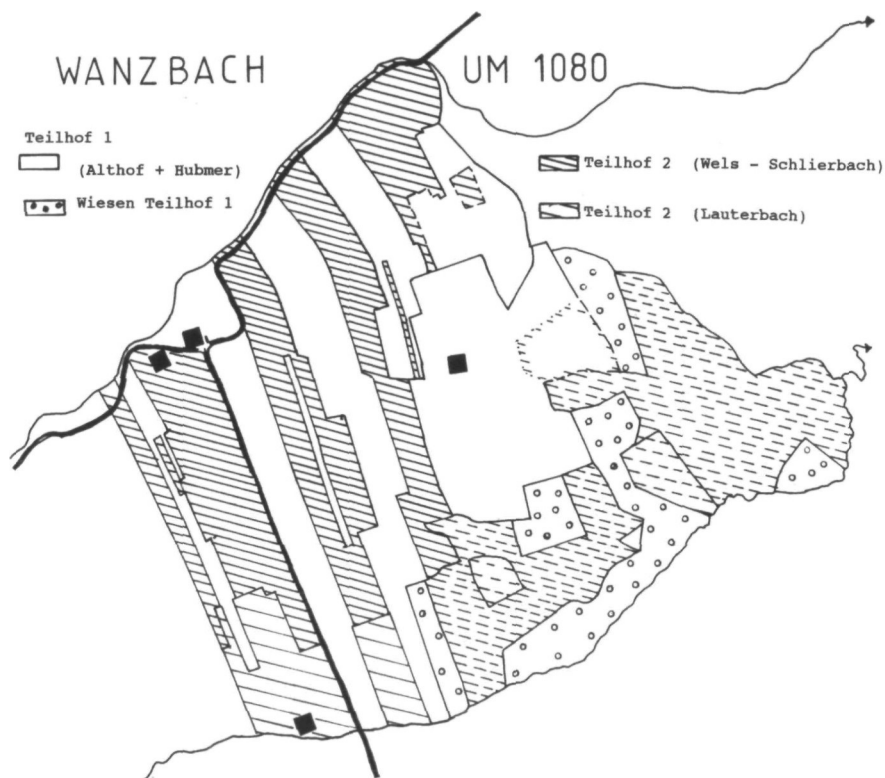 WANZBACH UM 1080
Teilhof 1
(Althof + Hubmer)
Wiesen Teilhof 1
Teilhof 2 (Wels - Schlierbach)
Teilhof 2 (Lauterbach)